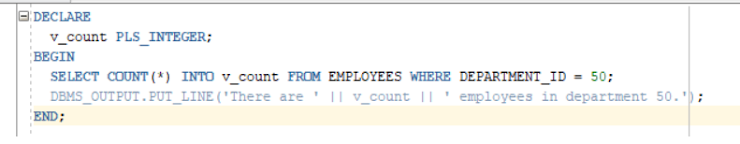 DECLARE
v_count PLS_INTEGER;
BEGIN
SELECT COUNT(*) INTO v_count FROM EMPLOYEES WHERE DEPARTMENT_ID = 50;
DBMS_OUTPUT.PUT_LINE('There are ' || v_count || ' employees in department 50.');
END;